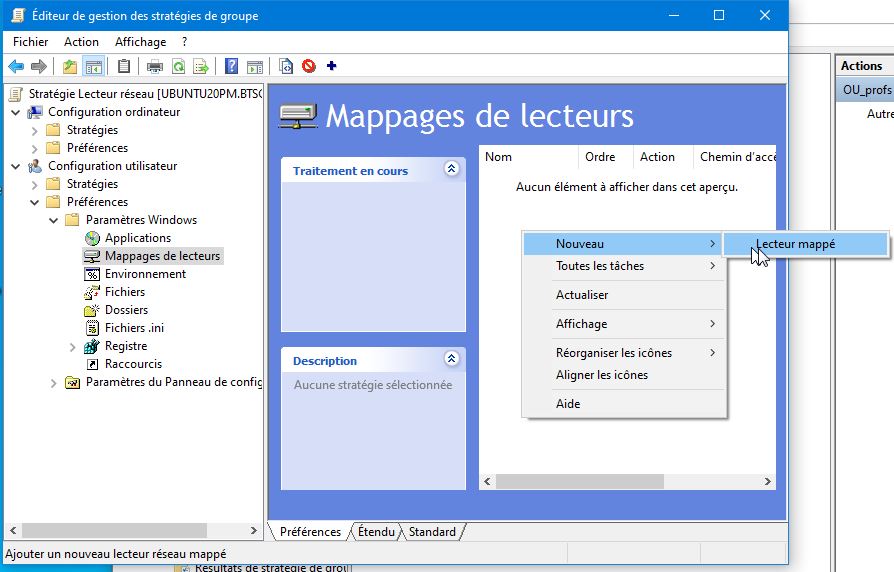 Éditeur de gestion des stratégies de groupe
Fichier Action Affichage ?
Stratégie Lecteur réseau [UBUNTU20PM.BTSC
Configuration ordinateur
Stratégies
Préférences
Configuration utilisateur
Stratégies
Préférences
Paramètres Windows
Applications
Mappages de lecteurs
Environnement
Fichiers
Dossiers
Fichiers .ini
Registre
Raccourcis
Paramètres du Panneau de config
Mappages de lecteurs
Traitement en cours
Description
Aucune stratégie sélectionnée
Nom Ordre Action Chemin d'accè
Aucun élément à afficher dans cet aperçu.
Nouveau
Lecteur mappé
Toutes les tâches
Actualiser
Affichage
Réorganiser les icônes
Aligner les icônes
Aide
Préférences Étendu Standard
Ajouter un nouveau lecteur réseau mappé
Actions
OU_profs
Autre
Résultats de stratégie de grou